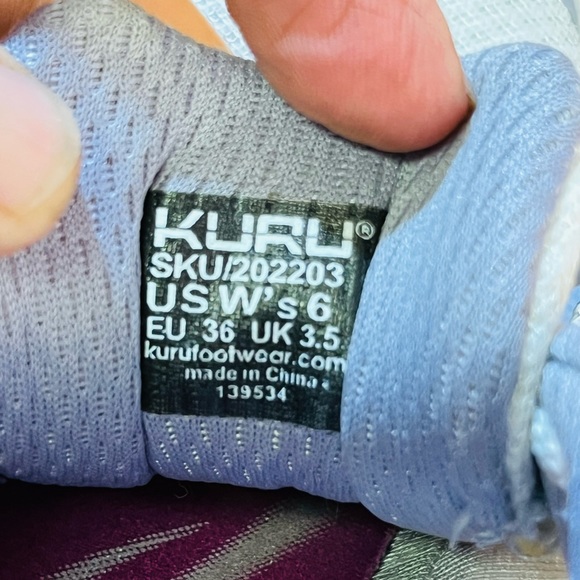 KURU®
SKU/202203
US W's 6
EU 36 UK 3.5
kurufootwear.com
made in China
139534